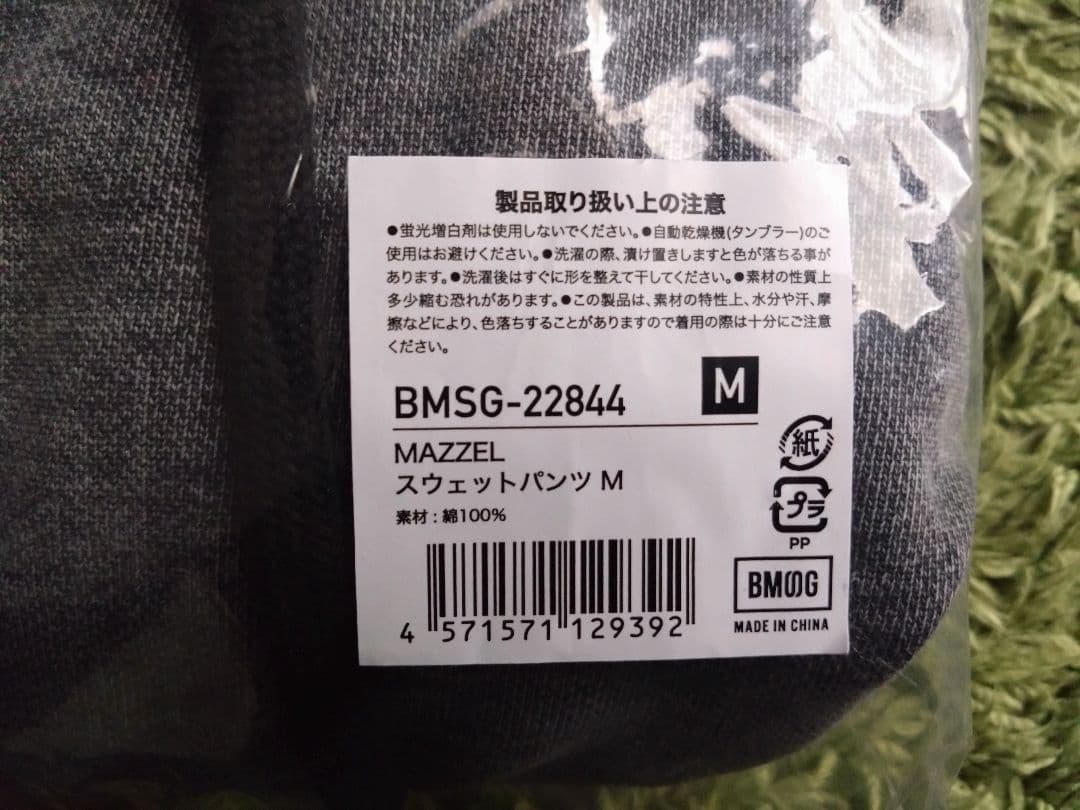 製品取り扱い上の注意
●蛍光増白剤は使用しないでください。●自動乾燥機(タンブラー)のご
使用はお避けください。●洗濯の際、漬け置きしますと色が落ちる事が
あります。●洗濯後はすぐに形を整えて干してください。●素材の性質上
多少縮む恐れがあります。●この製品は、素材の特性上、水分や汗、摩
擦などにより、色落ちすることがありますので着用の際は十分にご注意
ください。
BMSG-22844 M
MAZZEL
スウェットパンツ M
素材 : 綿100%
紙
プラ
PP
BMSG
MADE IN CHINA
4 571571 129392